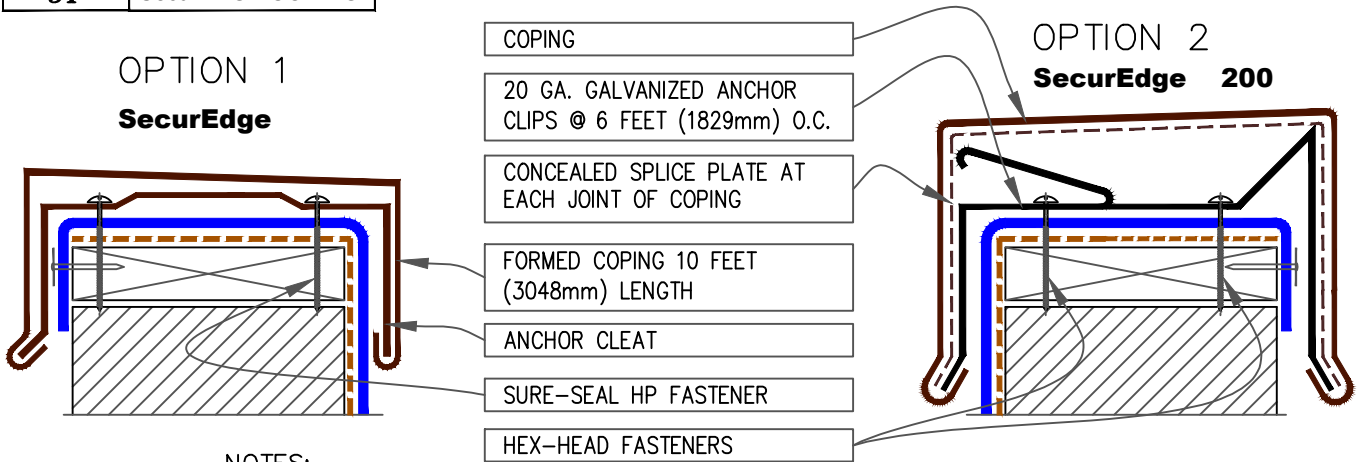 OPTION 1
SecurEdge
COPING
20 GA. GALVANIZED ANCHOR
CLIPS @ 6 FEET (1829mm) O.C.
CONCEALED SPLICE PLATE AT
EACH JOINT OF COPING
FORMED COPING 10 FEET
(3048mm) LENGTH
ANCHOR CLEAT
SURE-SEAL HP FASTENER
HEX-HEAD FASTENERS
OPTION 2
SecurEdge 200
NOTES: